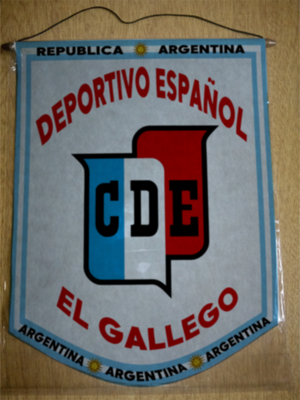 REPUBLICA ARGENTINA
DEPORTIVO ESPAÑOL
CDE
EL GALLEGO
ARGENTINA ARGENTINA ARGENTINA